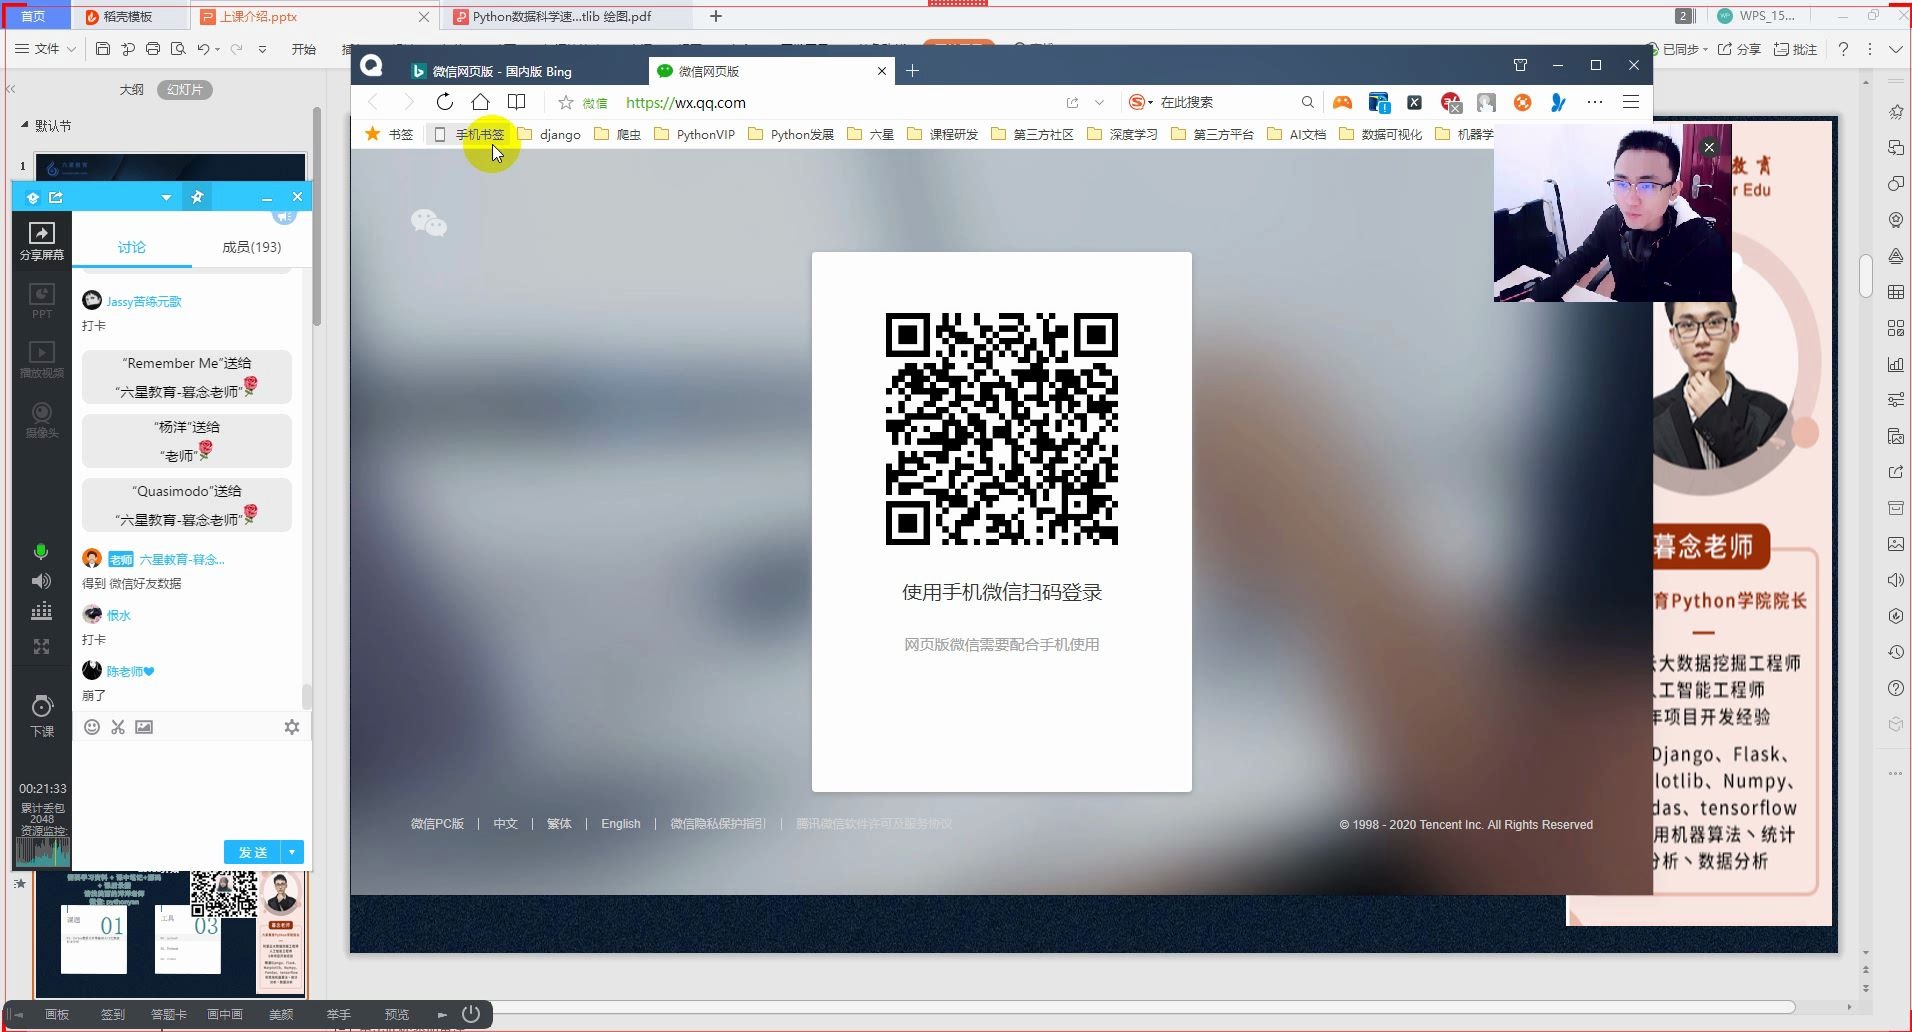 首页
稻壳模板
上课介绍.pptx
Python数据科学速...tlib 绘图.pdf
2
WPS_15...
文件
开始
已同步
分享
批注
大纲
幻灯片
默认节
1
讨论
成员(193)
分享屏幕
PPT
播放视频
摄像头
下课
00:21:33
累计丢包
2048
资源监控:
Jassy苦练元歌
打卡
“Remember Me”送给
“六星教育-暮念老师”
“杨洋”送给
“老师”
“Quasimodo”送给
“六星教育-暮念老师”
老师 六星教育-暮念...
得到 微信好友数据
恨水
打卡
陈老师
崩了
发送
微信网页版 - 国内版 Bing
微信网页版
微信
https://wx.qq.com
在此搜索
书签
手机书签
django
爬虫
PythonVIP
Python发展
六星
课程研发
第三方社区
深度学习
第三方平台
AI文档
数据可视化
机器学
使用手机微信扫码登录
网页版微信需要配合手机使用
微信PC版
中文
繁体
English
微信隐私保护指引
腾讯微信软件许可及服务协议
© 1998 - 2020 Tencent Inc. All Rights Reserved
教育
r Edu
暮念老师
育Python学院院长
大数据挖掘工程师
工智能工程师
年项目开发经验
Django、Flask、
lotlib、Numpy、
das、tensorflow
用机器算法、统计
分析、数据分析
课题
01
工具
03
暮念老师
画板
签到
答题卡
画中画
美颜
举手
预览